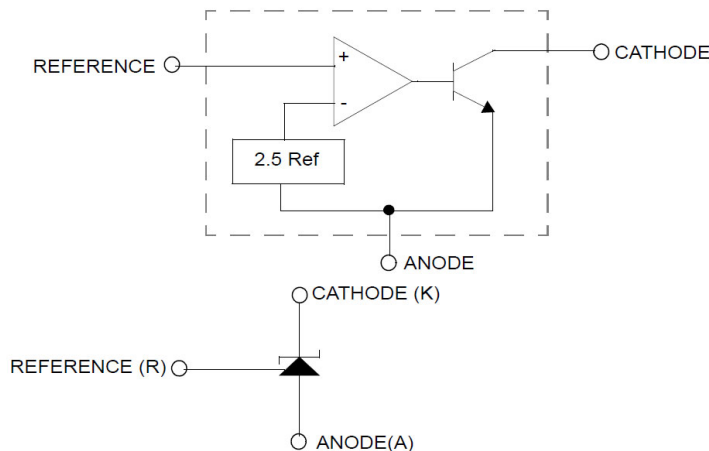 REFERENCE
+
CATHODE
-
2.5 Ref
ANODE
CATHODE (K)
REFERENCE (R)
ANODE(A)